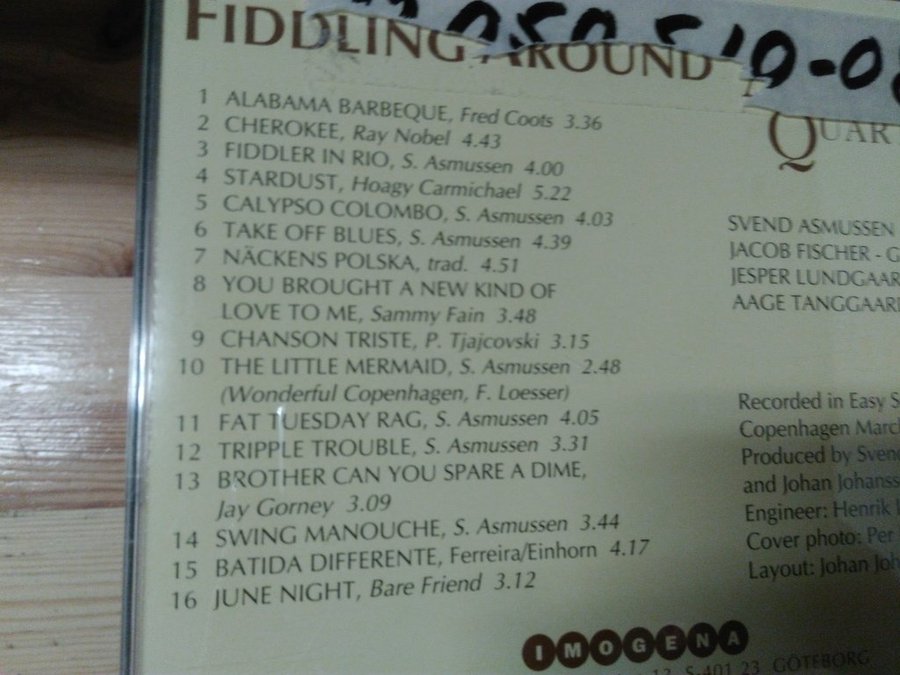 FIDDLING AROUND
1 ALABAMA BARBEQUE, Fred Coots 3.36
2 CHEROKEE, Ray Nobel 4.43
3 FIDDLER IN RIO, S. Asmussen 4.00
4 STARDUST, Hoagy Carmichael 5.22
5 CALYPSO COLOMBO, S. Asmussen 4.03
6 TAKE OFF BLUES, S. Asmussen 4.39
7 NÄCKENS POLSKA, trad. 4.51
8 YOU BROUGHT A NEW KIND OF
LOVE TO ME, Sammy Fain 3.48
9 CHANSON TRISTE, P. Tjajcovski 3.15
10 THE LITTLE MERMAID, S. Asmussen 2.48
(Wonderful Copenhagen, F. Loesser)
11 FAT TUESDAY RAG, S. Asmussen 4.05
12 TRIPPLE TROUBLE, S. Asmussen 3.31
13 BROTHER CAN YOU SPARE A DIME,
Jay Gorney 3.09
14 SWING MANOUCHE, S. Asmussen 3.44
15 BATIDA DIFFERENTE, Ferreira/Einhorn 4.17
16 JUNE NIGHT, Bare Friend 3.12
QUAR
SVEND ASMUSSEN
JACOB FISCHER - G
JESPER LUNDGAAR
AAGE TANGGAARD
Recorded in Easy S
Copenhagen March
Produced by Svend
and Johan Johanss
Engineer: Henrik
Cover photo: Per
Layout: Johan Joh
IMOGENA
S-401 23 GÖTEBORG